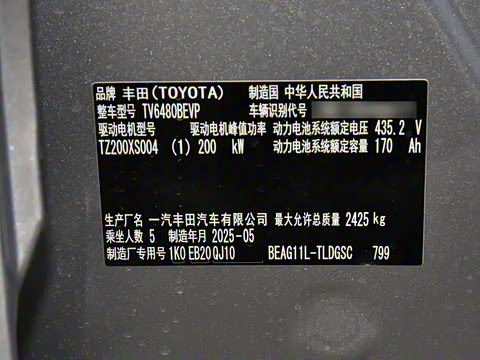 品牌 丰田(TOYOTA) 制造国 中华人民共和国
整车型号 TV6480BEVP 车辆识别代号
驱动电机型号 驱动电机峰值功率 动力电池系统额定电压 435.2 V
TZ200XS004 (1) 200 kW 动力电池系统额定容量 170 Ah
生产厂名 一汽丰田汽车有限公司 最大允许总质量 2425 kg
乘坐人数 5 制造年月 2025-05
制造厂专用号 1K0 EB20 QJ10 BEAG11L-TLDGSC 799